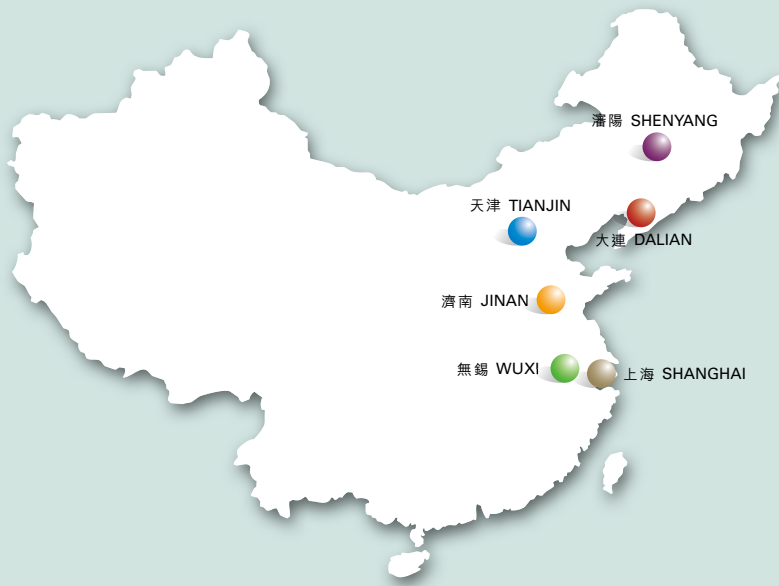 瀋陽 SHENYANG
天津 TIANJIN
大連 DALIAN
濟南 JINAN
無錫 WUXI
上海 SHANGHAI